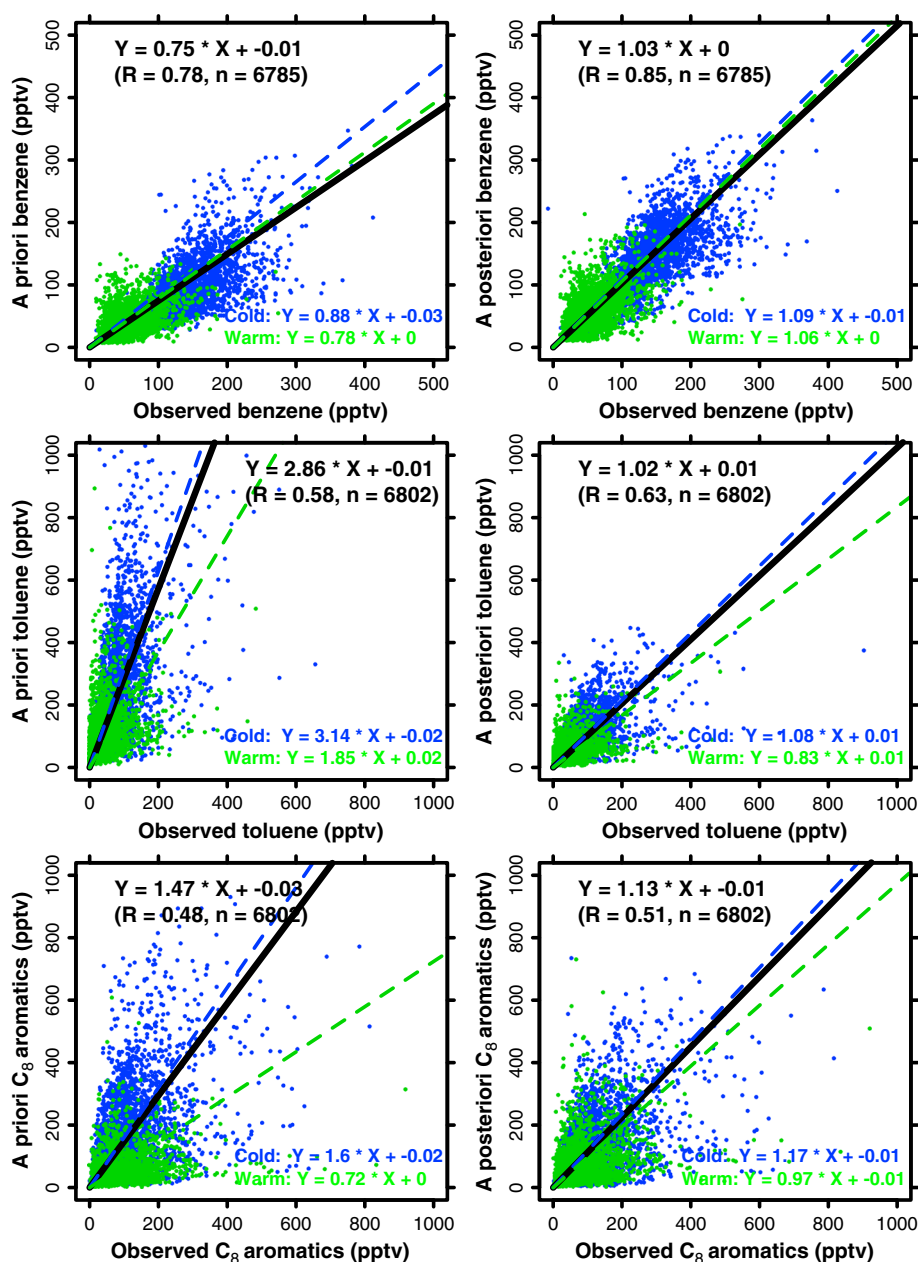 Y = 0.75 * X + -0.01
(R = 0.78, n = 6785)
Cold: Y = 0.88 * X + -0.03
Warm: Y = 0.78 * X + 0
A priori benzene (pptv)
0 100 200 300 400 500
0 100 200 300 400 500
Observed benzene (pptv)
Y = 1.03 * X + 0
(R = 0.85, n = 6785)
Cold: Y = 1.09 * X + -0.01
Warm: Y = 1.06 * X + 0
A posteriori benzene (pptv)
0 100 200 300 400 500
0 100 200 300 400 500
Observed benzene (pptv)
Y = 2.86 * X + -0.01
(R = 0.58, n = 6802)
Cold: Y = 3.14 * X + -0.02
Warm: Y = 1.85 * X + 0.02
A priori toluene (pptv)
0 200 400 600 800 1000
0 200 400 600 800 1000
Observed toluene (pptv)
Y = 1.02 * X + 0.01
(R = 0.63, n = 6802)
Cold: Y = 1.08 * X + 0.01
Warm: Y = 0.83 * X + 0.01
A posteriori toluene (pptv)
0 200 400 600 800 1000
0 200 400 600 800 1000
Observed toluene (pptv)
Y = 1.47 * X + -0.03
(R = 0.48, n = 6802)
Cold: Y = 1.6 * X + -0.02
Warm: Y = 0.72 * X + 0
A priori C₈ aromatics (pptv)
0 200 400 600 800 1000
0 200 400 600 800 1000
Observed C₈ aromatics (pptv)
Y = 1.13 * X + -0.01
(R = 0.51, n = 6802)
Cold: Y = 1.17 * X + -0.01
Warm: Y = 0.97 * X + -0.01
A posteriori C₈ aromatics (pptv)
0 200 400 600 800 1000
0 200 400 600 800 1000
Observed C₈ aromatics (pptv)